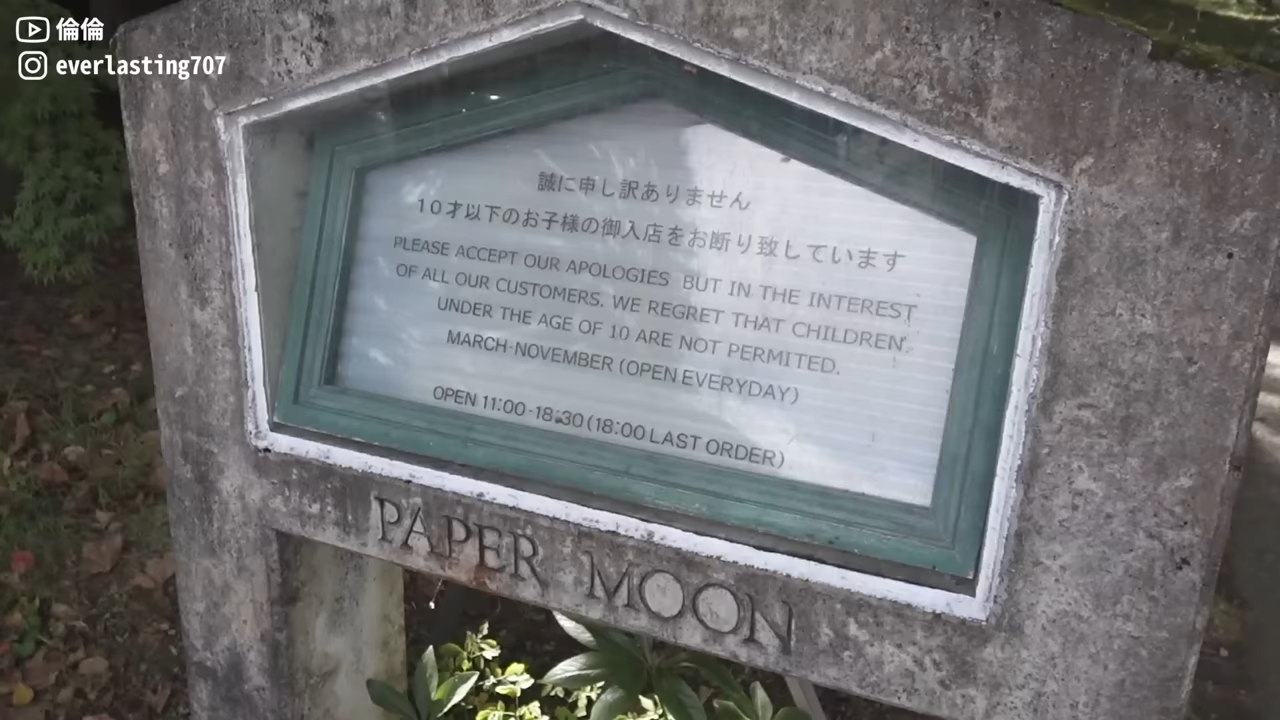 倫倫
everlasting707
誠に申し訳ありません
10才以下のお子様の御入店をお断り致しています
PLEASE ACCEPT OUR APOLOGIES BUT IN THE INTEREST
OF ALL OUR CUSTOMERS. WE REGRET THAT CHILDREN.
UNDER THE AGE OF 10 ARE NOT PERMITTED.
MARCH-NOVEMBER (OPEN EVERYDAY)
OPEN 11:00-18:30 (18:00 LAST ORDER)
PAPER MOON